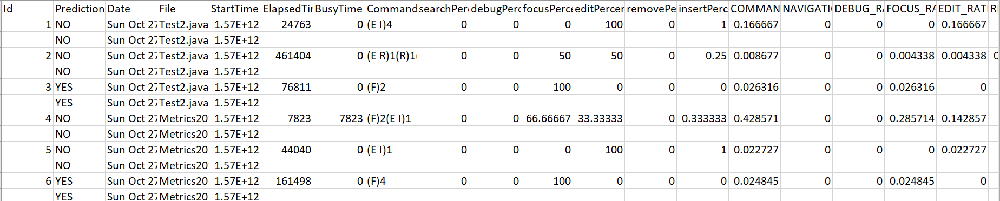 Id Prediction Date File StartTime ElapsedTir BusyTime Command searchPerc debugPerc focusPerce editPercer removePe insertPerc COMMAN NAVIGATI DEBUG_RA FOCUS_RA EDIT_RATI R
1 NO Sun Oct 27 Test2.java 1.57E+12 24763 0 (E I)4 0 0 0 100 0 1 0.166667 0 0 0 0.166667
NO Sun Oct 27 Test2.java 1.57E+12
2 NO Sun Oct 27 Test2.java 1.57E+12 461404 0 (E R)1(R)1( 0 0 50 50 0 0.25 0.008677 0 0 0.004338 0.004338 0
NO Sun Oct 27 Test2.java 1.57E+12
3 YES Sun Oct 27 Test2.java 1.57E+12 76811 0 (F)2 0 0 100 0 0 0 0.026316 0 0 0.026316 0
YES Sun Oct 27 Test2.java 1.57E+12
4 NO Sun Oct 27 Metrics20 1.57E+12 7823 7823 (F)2(E I)1 0 0 66.66667 33.33333 0 0.333333 0.428571 0 0 0.285714 0.142857
NO Sun Oct 27 Metrics20 1.57E+12
5 NO Sun Oct 27 Metrics20 1.57E+12 44040 0 (E I)1 0 0 0 100 0 1 0.022727 0 0 0 0.022727
NO Sun Oct 27 Metrics20 1.57E+12
6 YES Sun Oct 27 Metrics20 1.57E+12 161498 0 (F)4 0 0 100 0 0 0 0.024845 0 0 0.024845 0
YES Sun Oct 27 Metrics20 1.57E+12